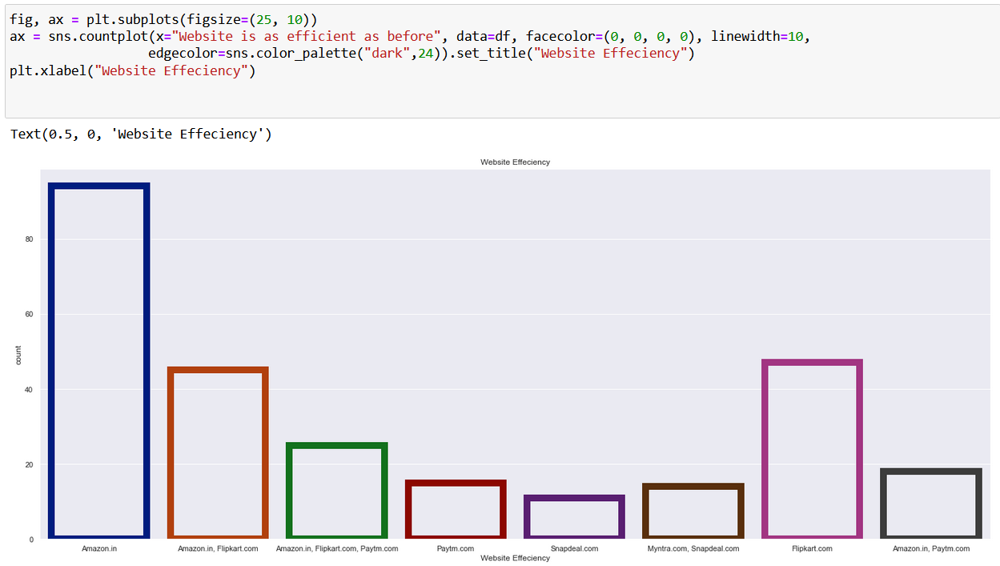 fig, ax = plt.subplots(figsize=(25, 10))
ax = sns.countplot(x="Website is as efficient as before", data=df, facecolor=(0, 0, 0, 0), linewidth=10,
edgecolor=sns.color_palette("dark",24)).set_title("Website Effeciency")
plt.xlabel("Website Effeciency")
Text(0.5, 0, 'Website Effeciency')
Website Effeciency
80
60
count
40
20
0
Amazon.in Amazon.in, Flipkart.com Amazon.in, Flipkart.com, Paytm.com Paytm.com Snapdeal.com Myntra.com, Snapdeal.com Flipkart.com Amazon.in, Paytm.com
Website Effeciency